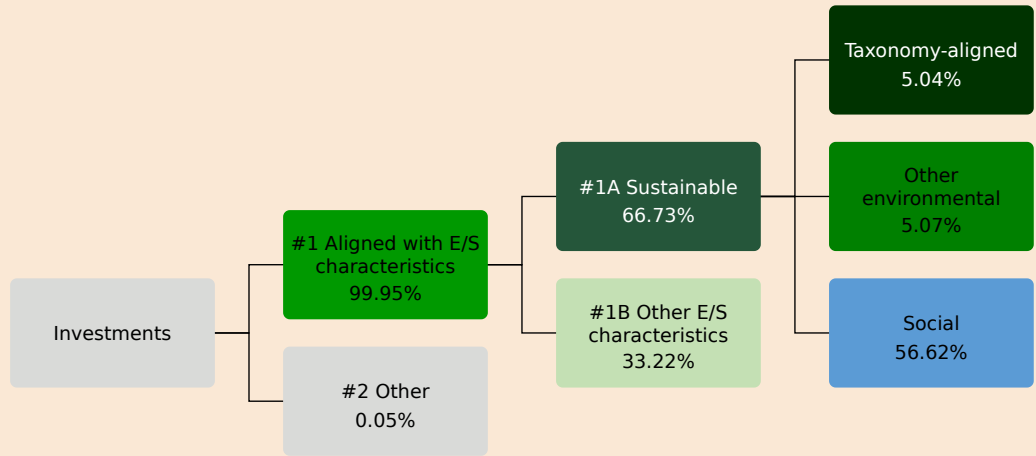 Investments
#1 Aligned with E/S
characteristics
99.95%
#2 Other
0.05%
#1A Sustainable
66.73%
#1B Other E/S
characteristics
33.22%
Taxonomy-aligned
5.04%
Other
environmental
5.07%
Social
56.62%